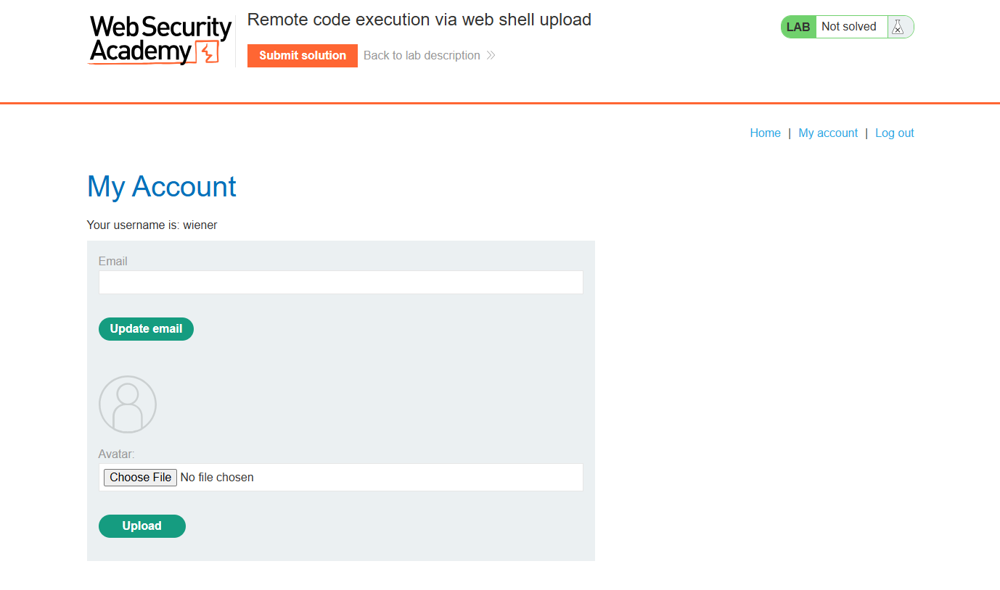 Web Security
Academy
Remote code execution via web shell upload
Submit solution
Back to lab description
LAB
Not solved
Home | My account | Log out
My Account
Your username is: wiener
Email
Update email
Avatar:
Choose File No file chosen
Upload